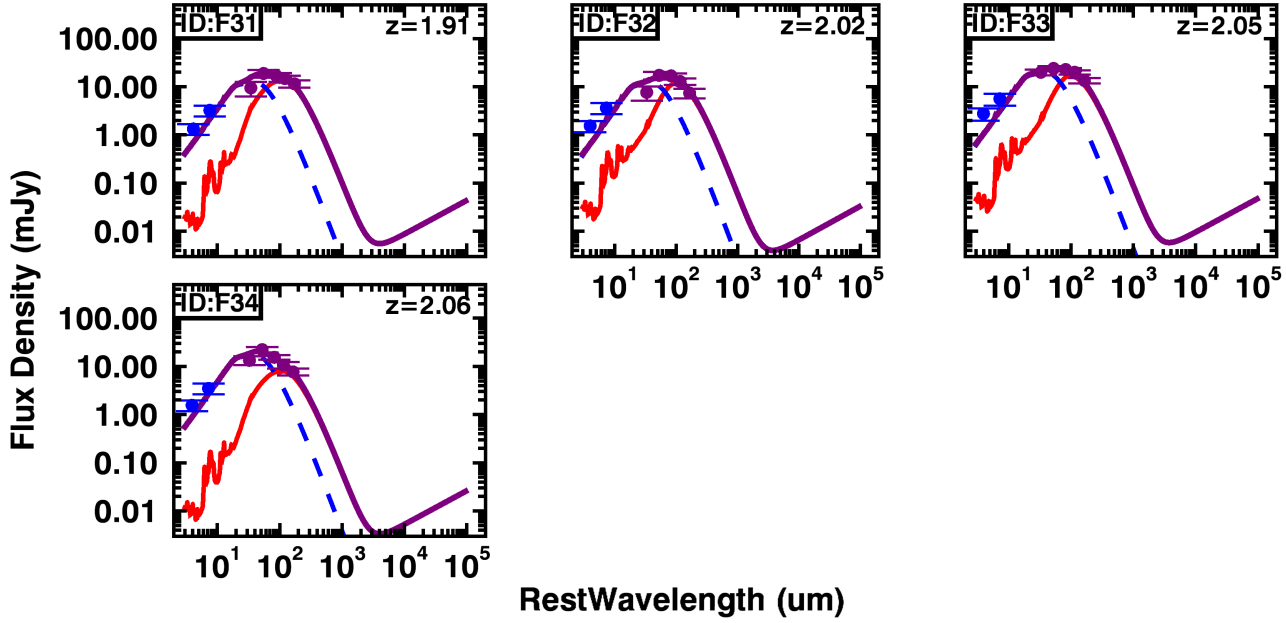 ID:F31 z=1.91
ID:F32 z=2.02
ID:F33 z=2.05
100.00
10.00
1.00
0.10
0.01
10^1 10^2 10^3 10^4 10^5
10^1 10^2 10^3 10^4 10^5
ID:F34 z=2.06
100.00
10.00
1.00
0.10
0.01
10^1 10^2 10^3 10^4 10^5
Flux Density (mJy)
RestWavelength (um)